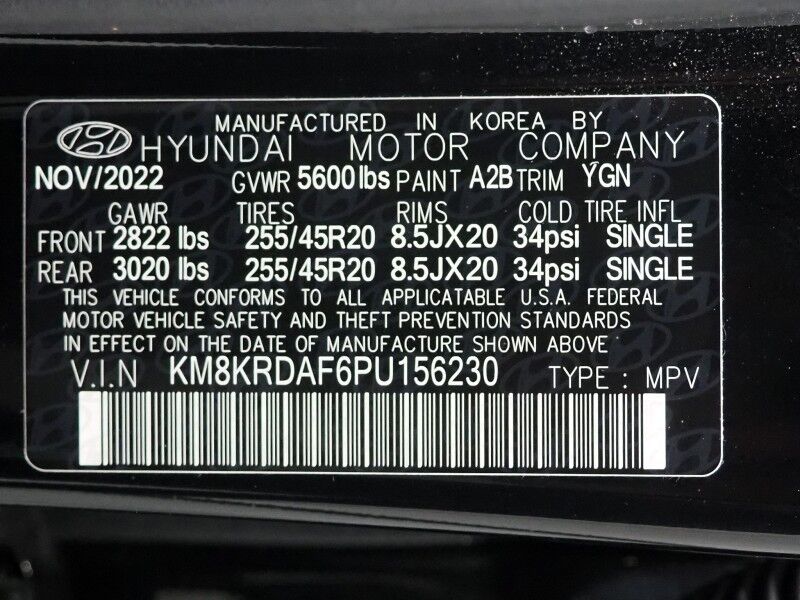 MANUFACTURED IN KOREA BY
HYUNDAI MOTOR COMPANY
NOV/2022 GVWR 5600lbs PAINT A2B TRIM YGN
GAWR TIRES RIMS COLD TIRE INFL
FRONT 2822 lbs 255/45R20 8.5JX20 34psi SINGLE
REAR 3020 lbs 255/45R20 8.5JX20 34psi SINGLE
THIS VEHICLE CONFORMS TO ALL APPLICATABLE U.S.A. FEDERAL
MOTOR VEHICLE SAFETY AND THEFT PREVENTION STANDARDS
IN EFFECT ON THE DATE OF MANUFACTURE SHOWN ABOVE
V.I.N KM8KRDAF6PU156230 TYPE : MPV